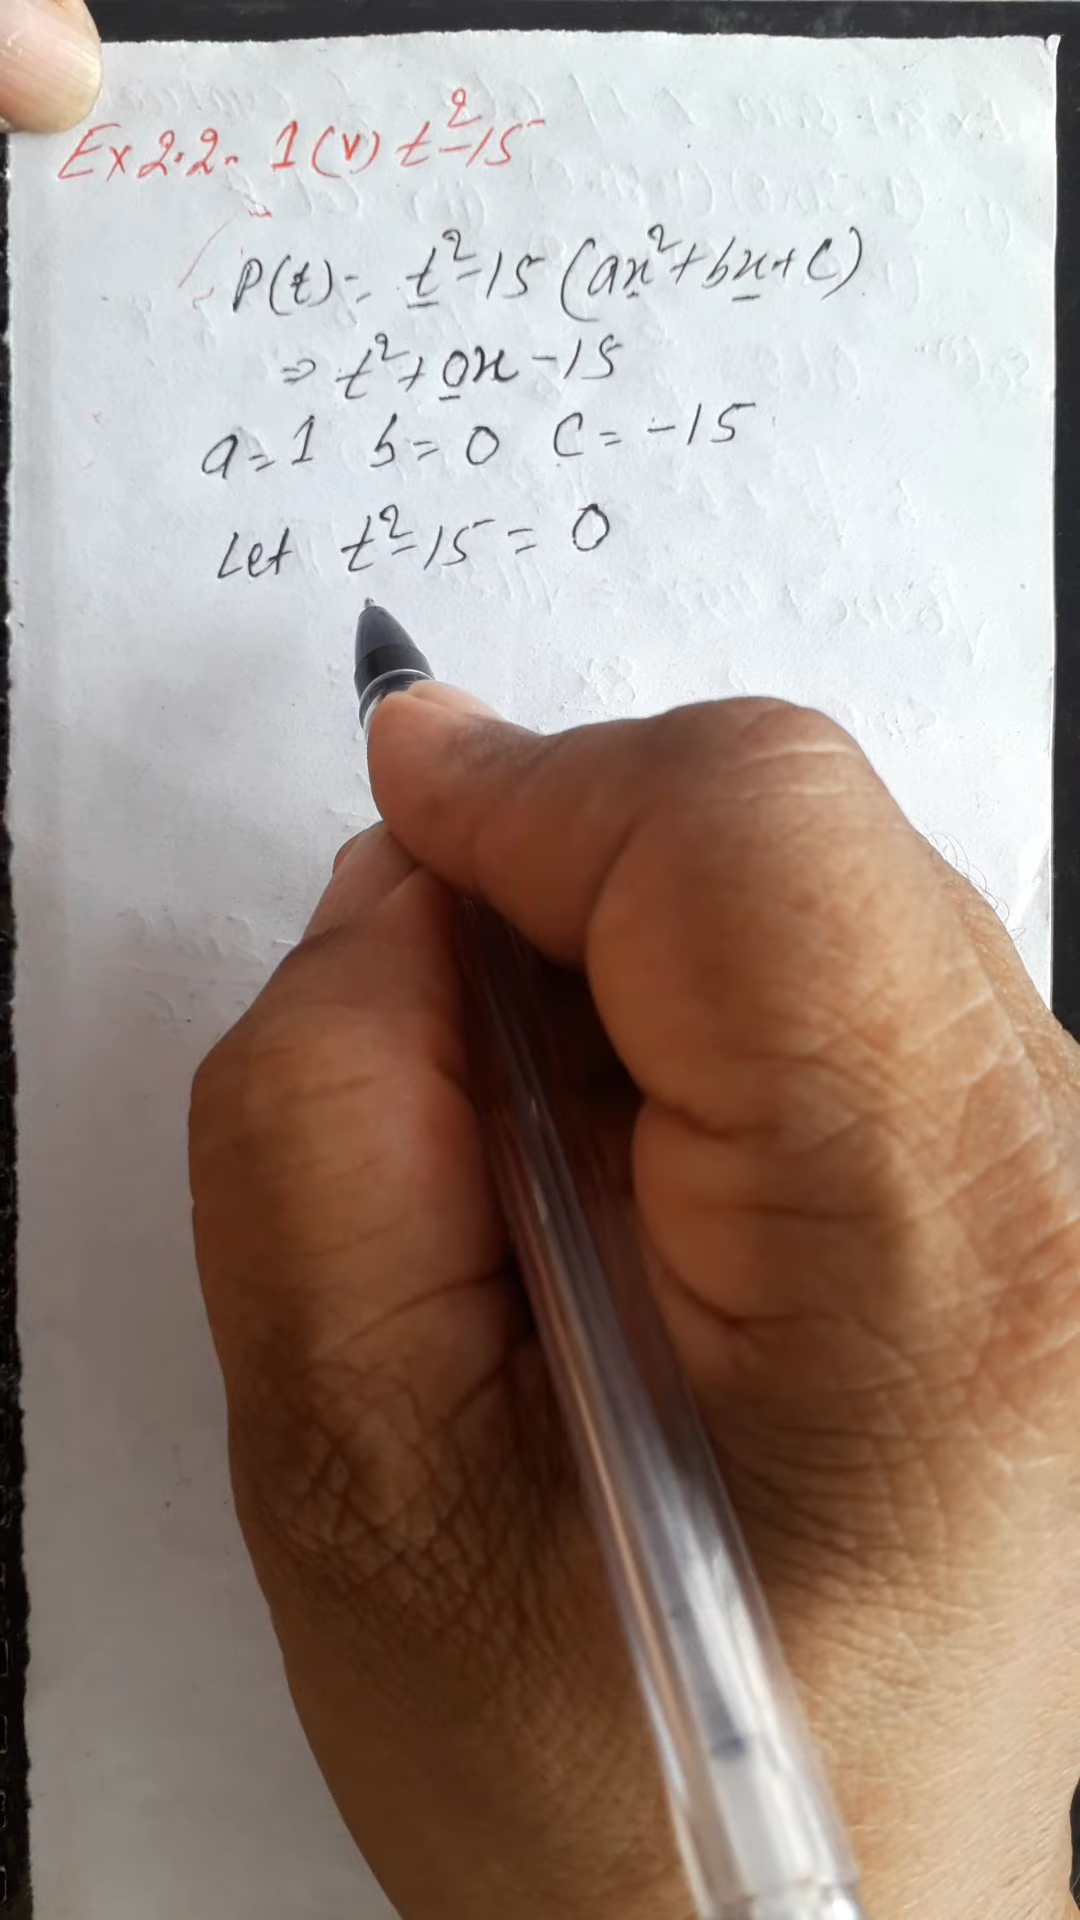 Ex 2.2. 1(v) t²-15
P(t) = t²-15 (ax²+bx+c)
⇒ t²+0x-15
a=1 b=0 c=-15
Let t²-15=0